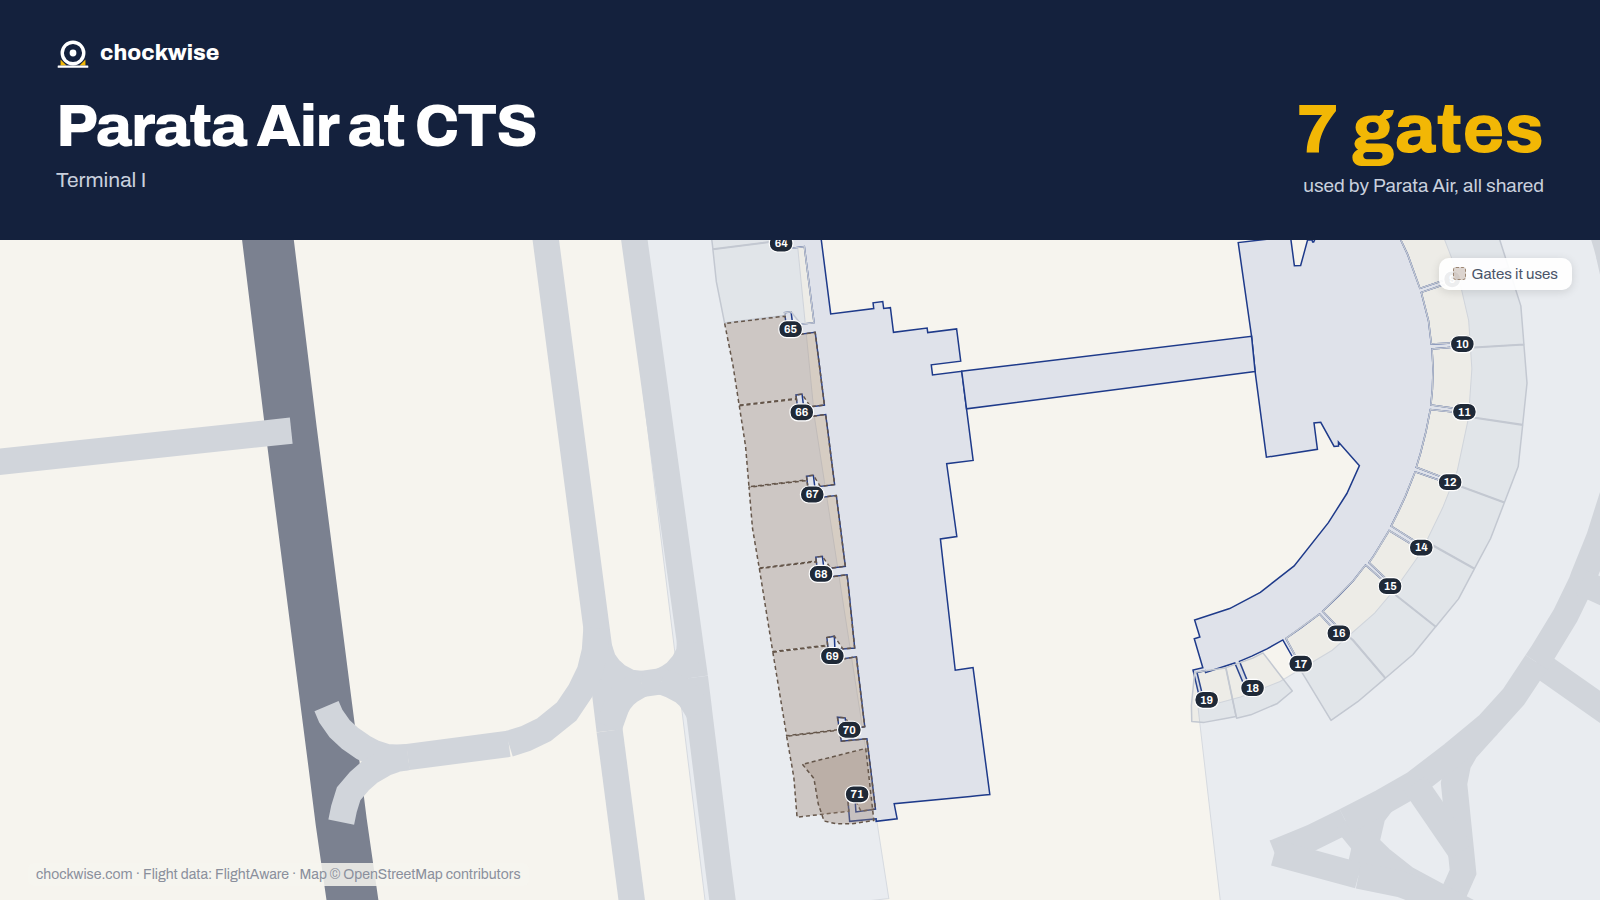 chockwise
Parata Air at CTS
Terminal I
7 gates
used by Parata Air, all shared
Gates it uses
64
65
66
67
68
69
70
71
10
11
12
14
15
16
17
18
19
chockwise.com · Flight data: FlightAware · Map © OpenStreetMap contributors